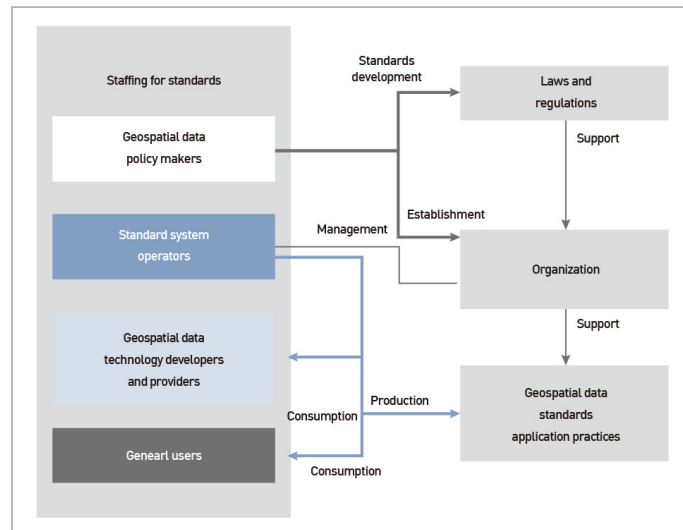 Staffing for standards
Geospatial data
policy makers
Standard system
operators
Geospatial data
technology developers
and providers
Genearl users
Standards
development
Establishment
Management
Production
Consumption
Consumption
Laws and
regulations
Support
Organization
Support
Geospatial data
standards
application practices